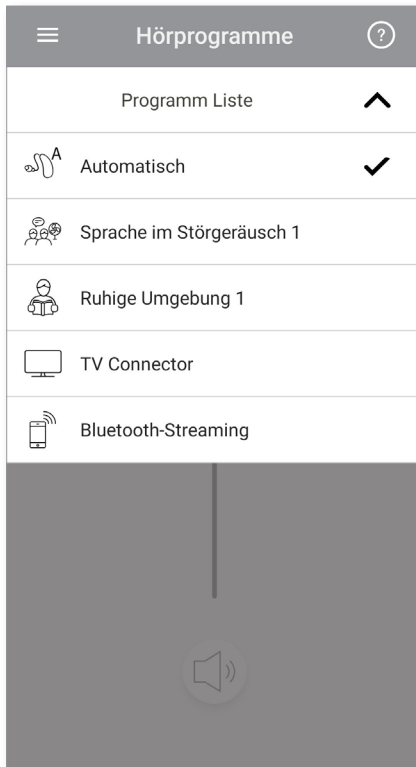 Hörprogramme ?
Programm Liste
A
Automatisch
Sprache im Störgeräusch 1
Ruhige Umgebung 1
TV Connector
Bluetooth-Streaming